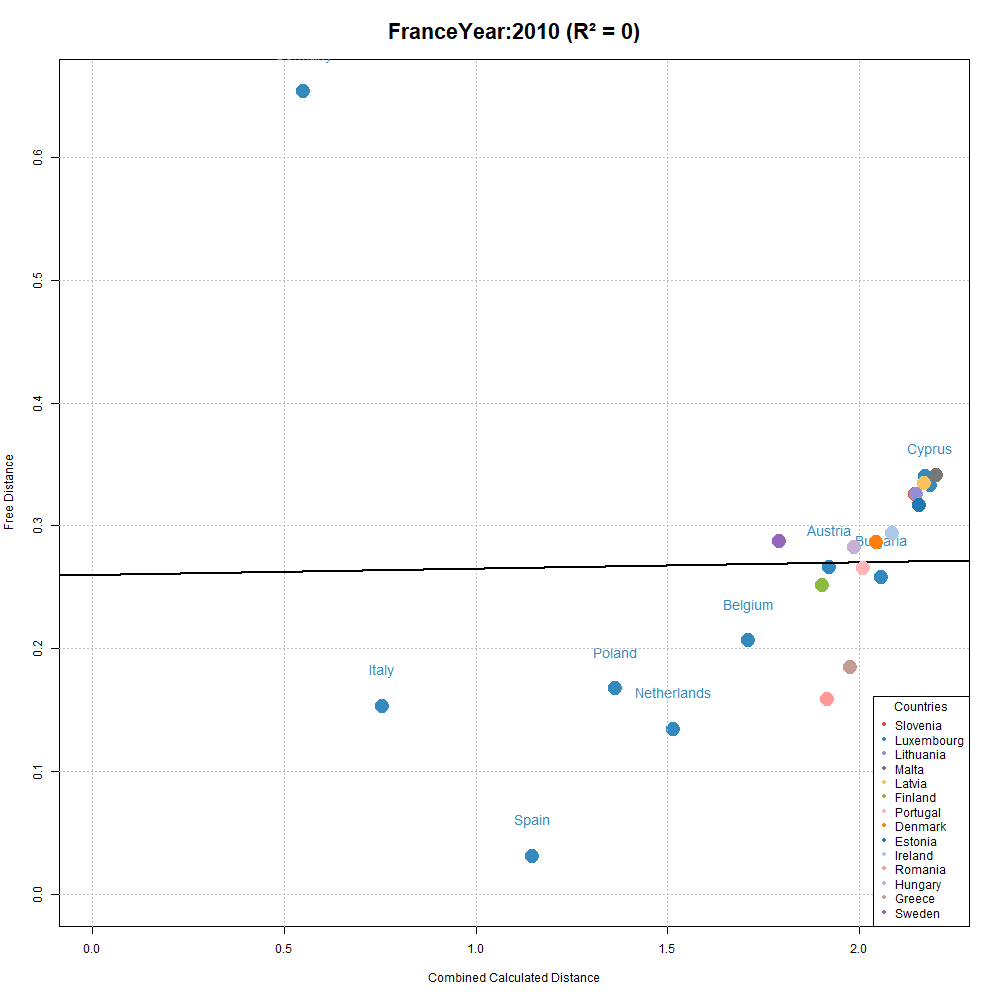 FranceYear:2010 (R² = 0)
0.6
0.5
0.4
0.3
0.2
0.1
0.0
Free Distance
Cyprus
Austria
Bulgaria
Belgium
Poland
Italy
Netherlands
Spain
Countries
Slovenia
Luxembourg
Lithuania
Malta
Latvia
Finland
Portugal
Denmark
Estonia
Ireland
Romania
Hungary
Greece
Sweden
0.0 0.5 1.0 1.5 2.0
Combined Calculated Distance